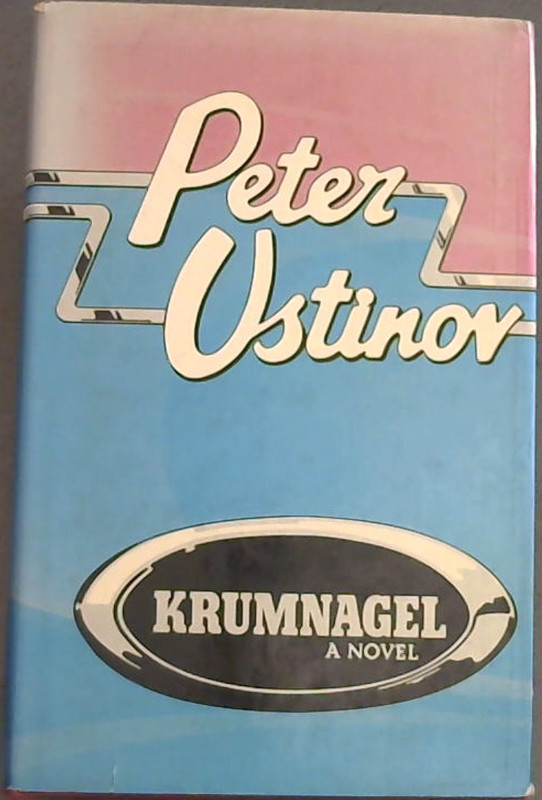 Peter
Ustinov
KRUMNAGEL
A NOVEL